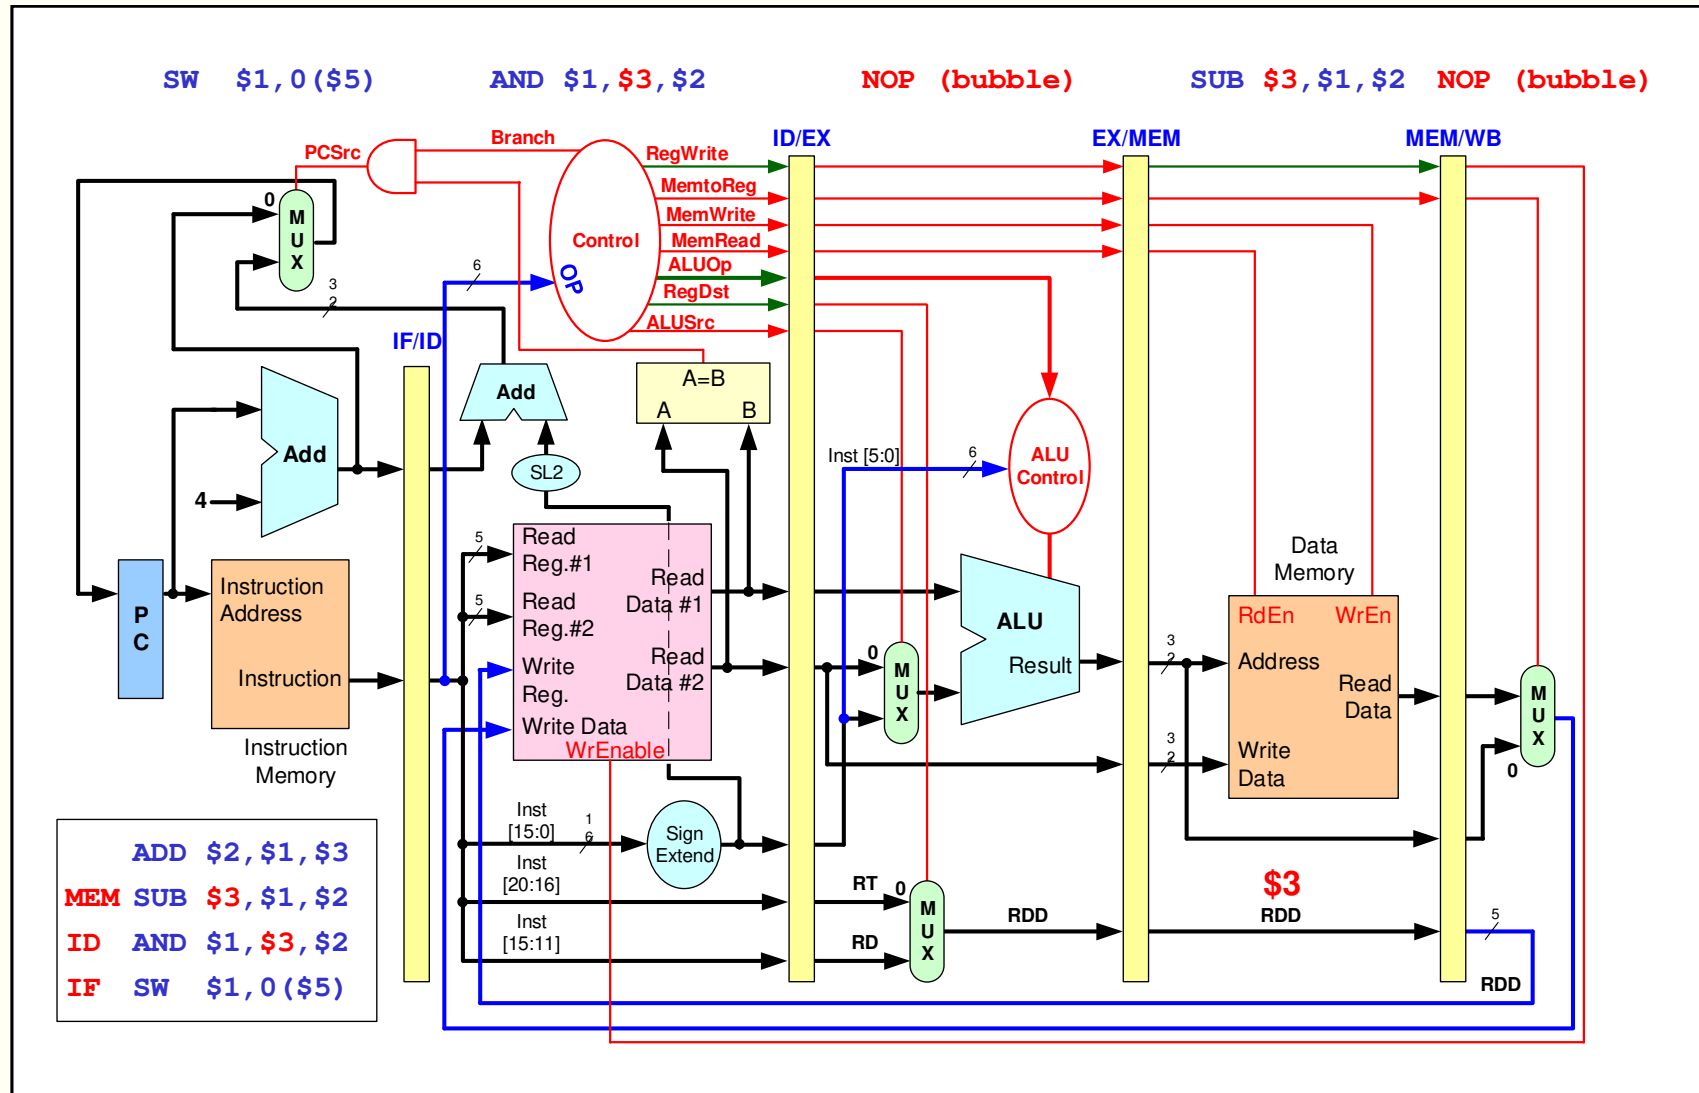 SW $1,0($5) AND $1,$3,$2 NOP (bubble) SUB $3,$1,$2 NOP (bubble)
ID/EX EX/MEM MEM/WB
Branch
PCSrc
RegWrite
MemtoReg
MemWrite
MemRead
ALUOp
RegDst
ALUSrc
Control
OP
6
0
M
U
X
3
2
IF/ID
Add
4
Add
SL2
A=B
A B
Inst [5:0]
6
ALU
Control
P
C
Instruction
Address
Instruction
Instruction
Memory
5
Read
Reg.#1
5
Read
Reg.#2
Write
Reg.
Write Data
WrEnable
Read
Data #1
Read
Data #2
0
M
U
X
ALU
Result
Data
Memory
RdEn WrEn
3
2
Address
Read
Data
3
2
Write
Data
M
U
X
0
Inst
[15:0]
1
6
Sign
Extend
Inst
[20:16]
Inst
[15:11]
RT
0
RD
M
U
X
RDD
$3
RDD
5
RDD
ADD $2,$1,$3
MEM SUB $3,$1,$2
ID AND $1,$3,$2
IF SW $1,0($5)